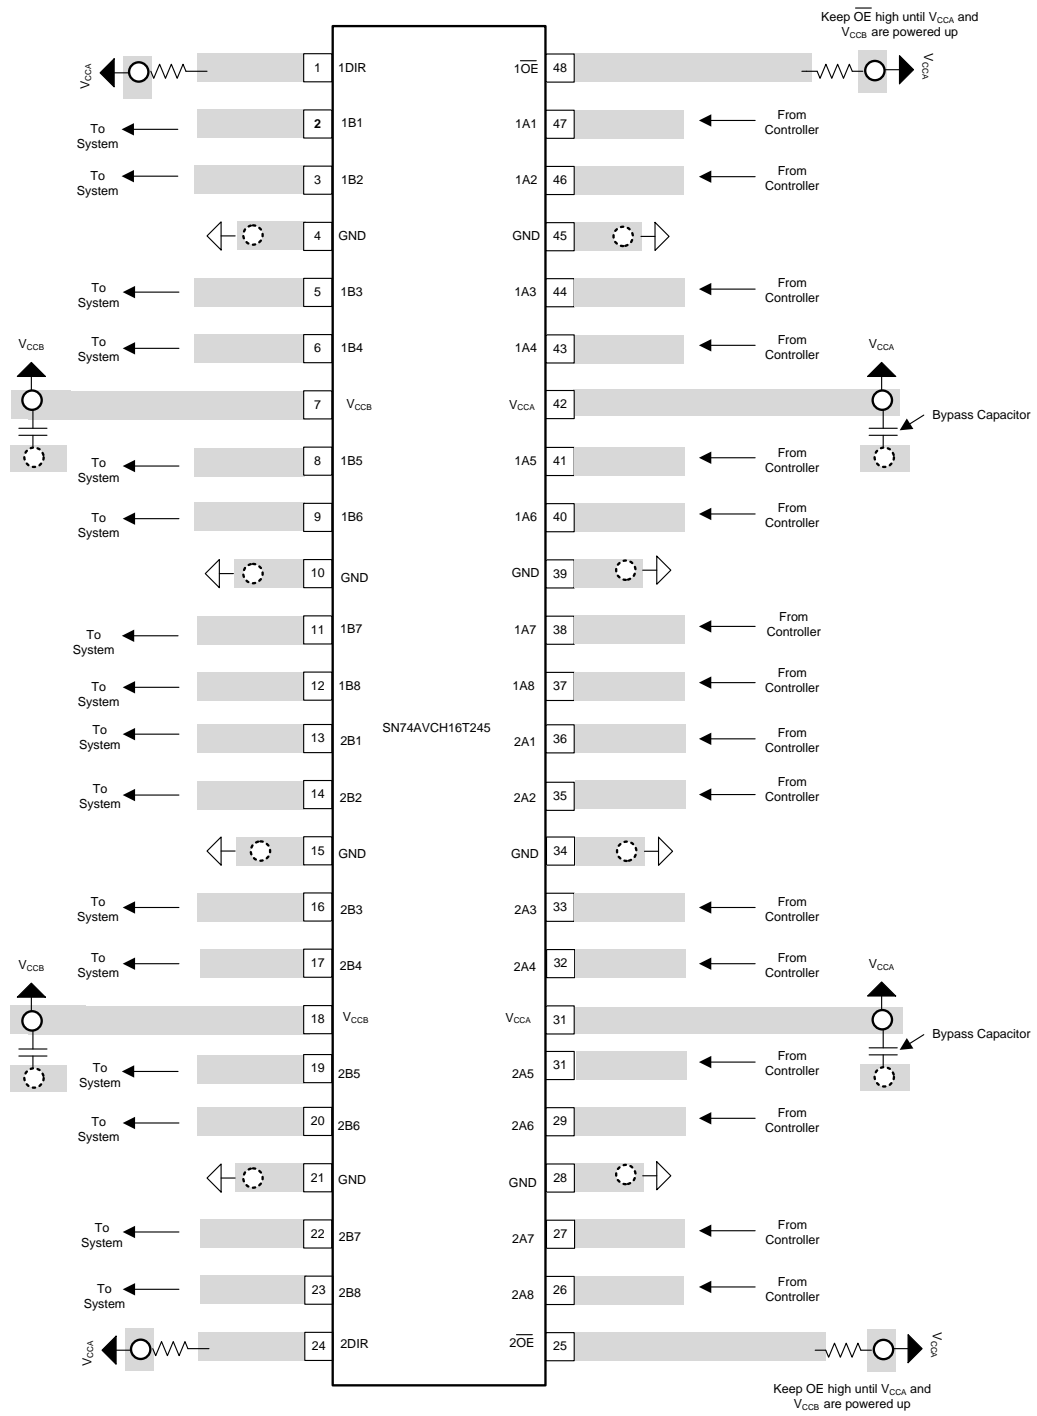 Keep OE high until VCCA and
VCCB are powered up
VCCA 1 1DIR 1OE 48 VCCA
To System 2 1B1 1A1 47 From Controller
To System 3 1B2 1A2 46 From Controller
4 GND GND 45
To System 5 1B3 1A3 44 From Controller
To System 6 1B4 1A4 43 From Controller
VCCB VCCA
7 VCCB VCCA 42
Bypass Capacitor
To System 8 1B5 1A5 41 From Controller
To System 9 1B6 1A6 40 From Controller
10 GND GND 39
To System 11 1B7 1A7 38 From Controller
To System 12 1B8 1A8 37 From Controller
SN74AVCH16T245
To System 13 2B1 2A1 36 From Controller
To System 14 2B2 2A2 35 From Controller
15 GND GND 34
To System 16 2B3 2A3 33 From Controller
To System 17 2B4 2A4 32 From Controller
VCCB VCCA
18 VCCB VCCA 31
Bypass Capacitor
To System 19 2B5 2A5 31 From Controller
To System 20 2B6 2A6 29 From Controller
21 GND GND 28
To System 22 2B7 2A7 27 From Controller
To System 23 2B8 2A8 26 From Controller
VCCA 24 2DIR 2OE 25 VCCA
Keep OE high until VCCA and
VCCB are powered up